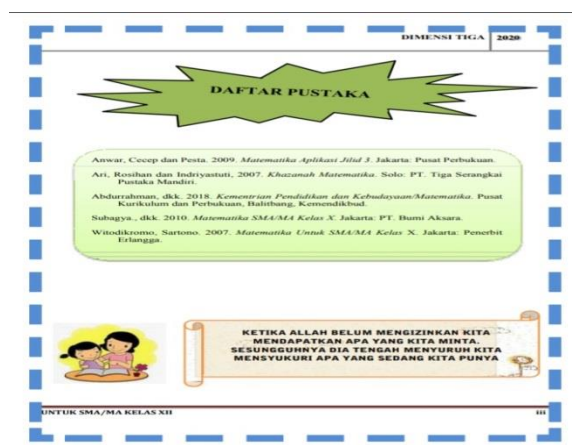 DIMENSI TIGA 2020
DAFTAR PUSTAKA
Anwar, Cecep dan Pesta. 2009. Matematika Aplikasi Jilid 3. Jakarta: Pusat Perbukuan.
Ari, Rosihan dan Indriyastuti, 2007. Khazanah Matematika. Solo: PT. Tiga Serangkai
Pustaka Mandiri.
Abdurrahman, dkk. 2018. Kementrian Pendidikan dan Kebudayaan/Matematika. Pusat
Kurikulum dan Perbukuan, Balitbang, Kemendikbud.
Subagya., dkk. 2010. Matematika SMA/MA Kelas X. Jakarta: PT. Bumi Aksara.
Witodikromo, Sartono. 2007. Matematika Untuk SMA/MA Kelas X. Jakarta: Penerbit
Erlangga.
KETIKA ALLAH BELUM MENGIZINKAN KITA
MENDAPATKAN APA YANG KITA MINTA.
SESUNGGUHNYA DIA TENGAH MENYURUH KITA
MENSYUKURI APA YANG SEDANG KITA PUNYA
UNTUK SMA/MA KELAS XII iii